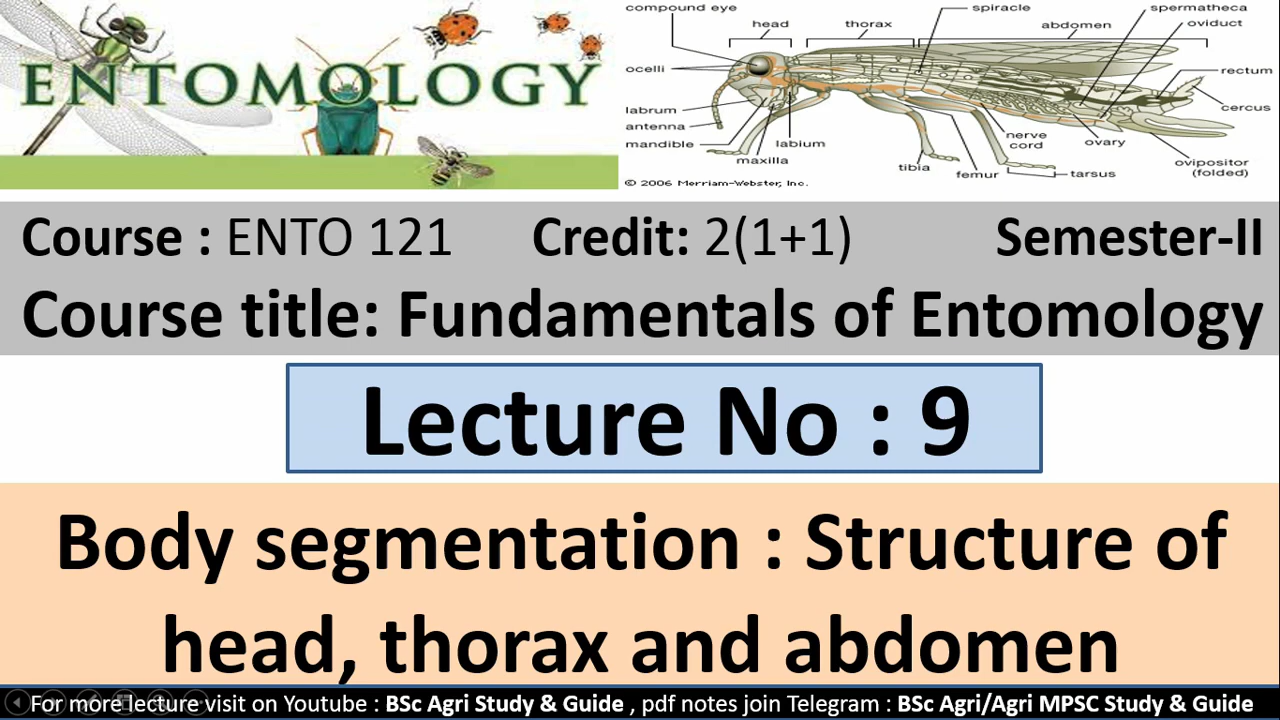 ENTOMOLOGY
compound eye
head
thorax
spiracle
abdomen
spermatheca
oviduct
ocelli
rectum
labrum
cercus
antenna
mandible
labium
nerve
cord
ovary
maxilla
tibia
femur
tarsus
ovipositor
(folded)
© 2006 Merriam-Webster, Inc.
Course : ENTO 121 Credit: 2(1+1) Semester-II
Course title: Fundamentals of Entomology
Lecture No : 9
Body segmentation : Structure of
head, thorax and abdomen
For more lecture visit on Youtube : BSc Agri Study & Guide , pdf notes join Telegram : BSc Agri/Agri MPSC Study & Guide